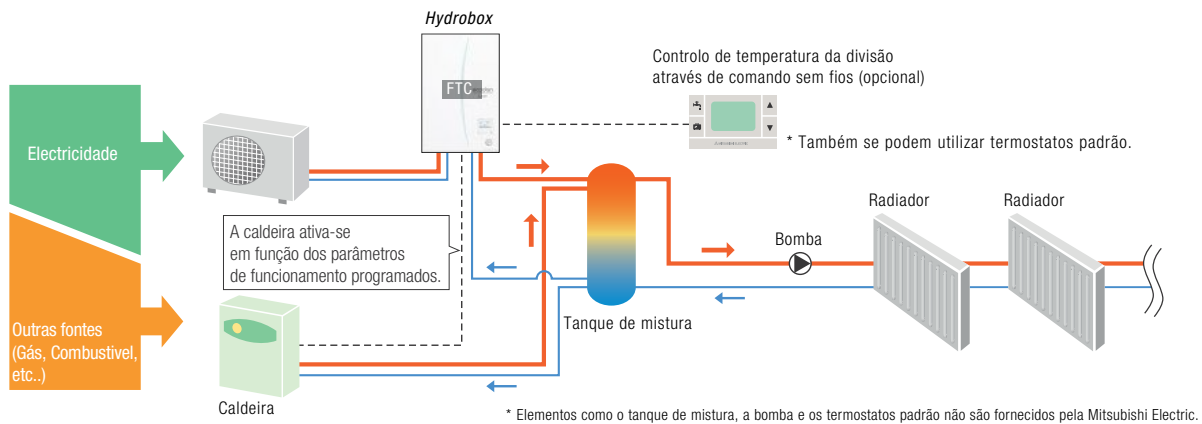 Hydrobox
FTC
Controlo de temperatura da divisão
através de comando sem fios (opcional)
* Também se podem utilizar termostatos padrão.
Electricidade
A caldeira ativa-se
em função dos parâmetros
de funcionamento programados.
Radiador
Radiador
Bomba
Tanque de mistura
Outras fontes
(Gás, Combustivel,
etc..)
Caldeira
* Elementos como o tanque de mistura, a bomba e os termostatos padrão não são fornecidos pela Mitsubishi Electric.